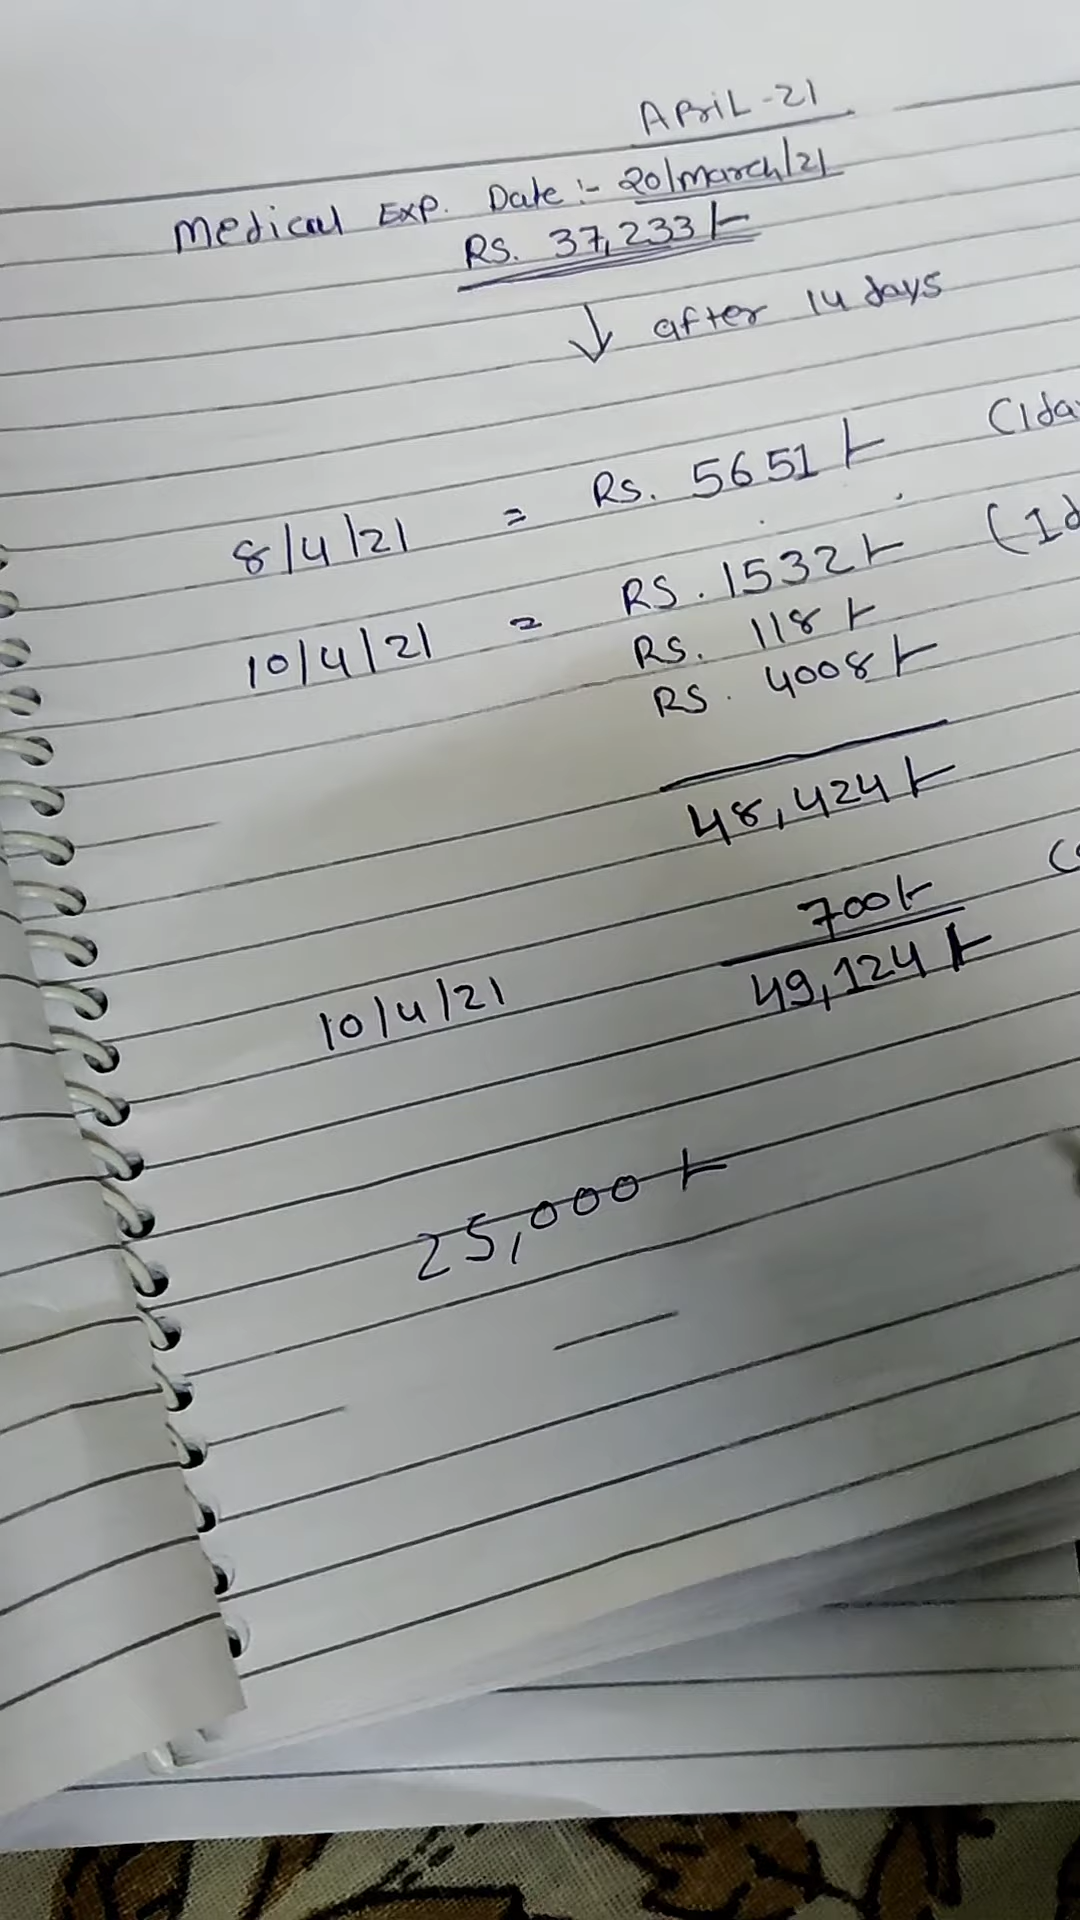 APRIL-21
Medical Exp. Date :- 20/March/21
RS. 37,233/-
↓ after 14 days
8/4/21 = Rs. 5651/- (1da
10/4/21 = RS. 1532/- (1d
RS. 118/-
RS. 4008/-
48,424/-
700/-
10/4/21 49,124/-
25,000/-